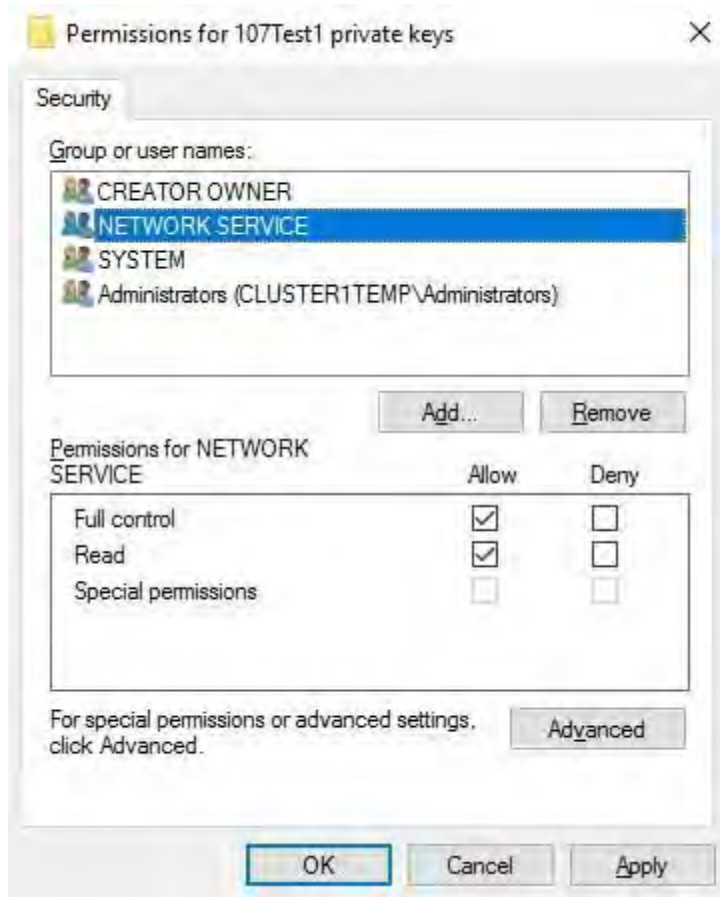 Permissions for 107Test1 private keys
Security
Group or user names:
CREATOR OWNER
NETWORK SERVICE
SYSTEM
Administrators (CLUSTER1TEMP\Administrators)
Add...
Remove
Permissions for NETWORK
SERVICE
Allow
Deny
Full control
Read
Special permissions
For special permissions or advanced settings,
click Advanced.
Advanced
OK
Cancel
Apply